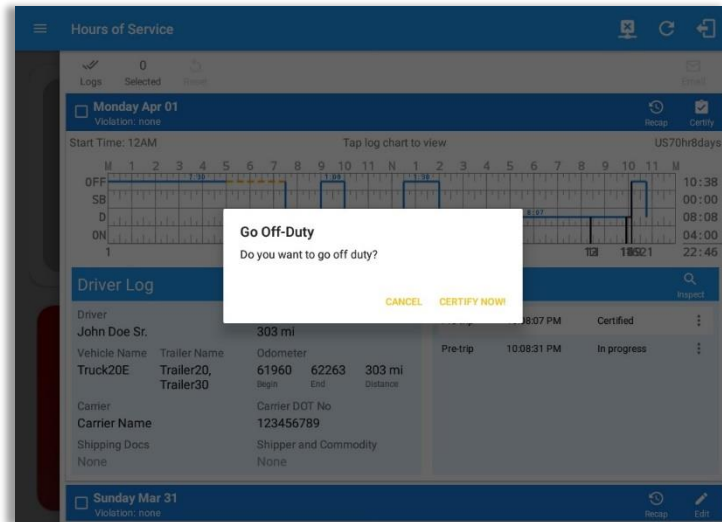 Hours of Service
Logs
0
Selected
Reset
Email
Monday Apr 01
Violation: none
Recap
Certify
Start Time: 12AM
Tap log chart to view
US70hr8days
M 1 2 3 4 5 6 7 8 9 10 11 N 1 2 3 4 5 6 7 8 9 10 11 M
OFF
10:38
SB
00:00
D
08:08
ON
04:00
22:46
Go Off-Duty
Do you want to go off duty?
CANCEL
CERTIFY NOW!
Driver Log
Inspect
Driver
John Doe Sr.
303 mi
Vehicle Name
Trailer Name
Odometer
Truck20E
Trailer20,
Trailer30
61960
62263
303 mi
Begin
End
Distance
Carrier
Carrier Name
Carrier DOT No
123456789
Shipping Docs
None
Shipper and Commodity
None
Certified
Pre-trip
10:08:31 PM
In progress
Sunday Mar 31
Violation: none
Recap
Edit